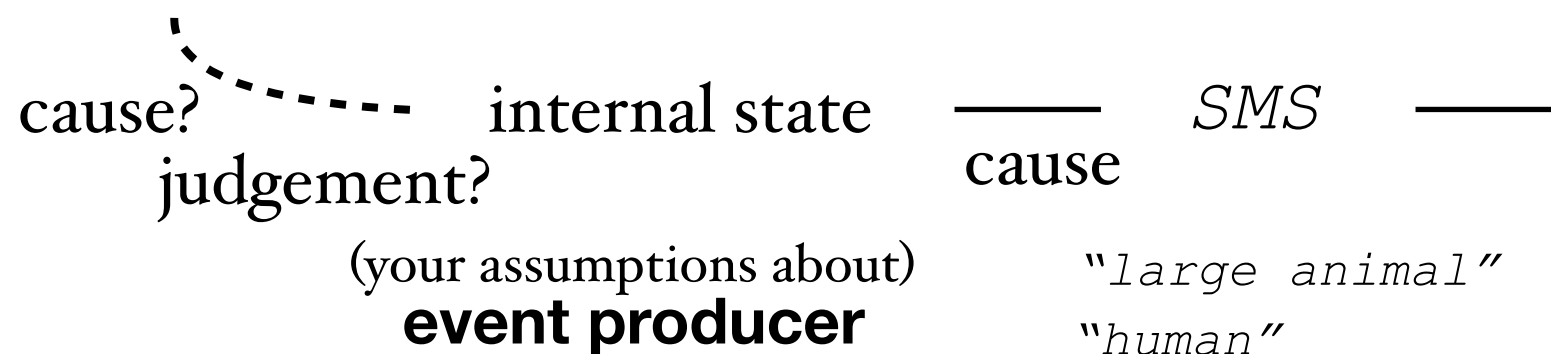 cause? internal state SMS
judgement? cause
(your assumptions about)
"large animal"
event producer
"human"